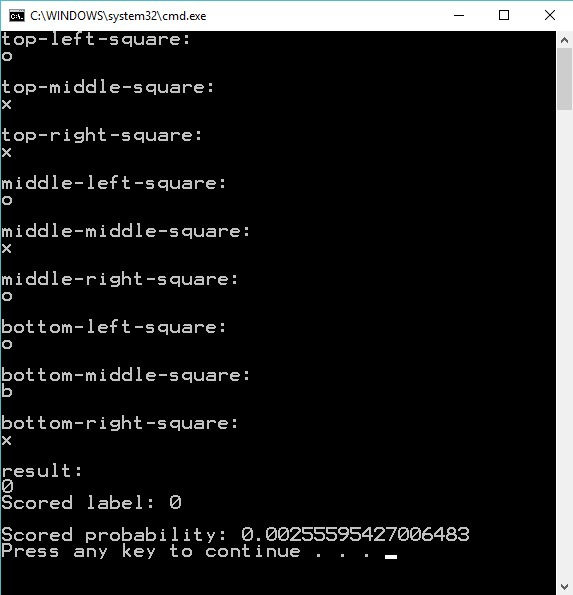 C:\WINDOWS\system32\cmd.exe
top-left-square:
o
top-middle-square:
x
top-right-square:
x
middle-left-square:
o
middle-middle-square:
x
middle-right-square:
o
bottom-left-square:
o
bottom-middle-square:
b
bottom-right-square:
x
result:
0
Scored label: 0
Scored probability: 0.00255595427006483
Press any key to continue . . .